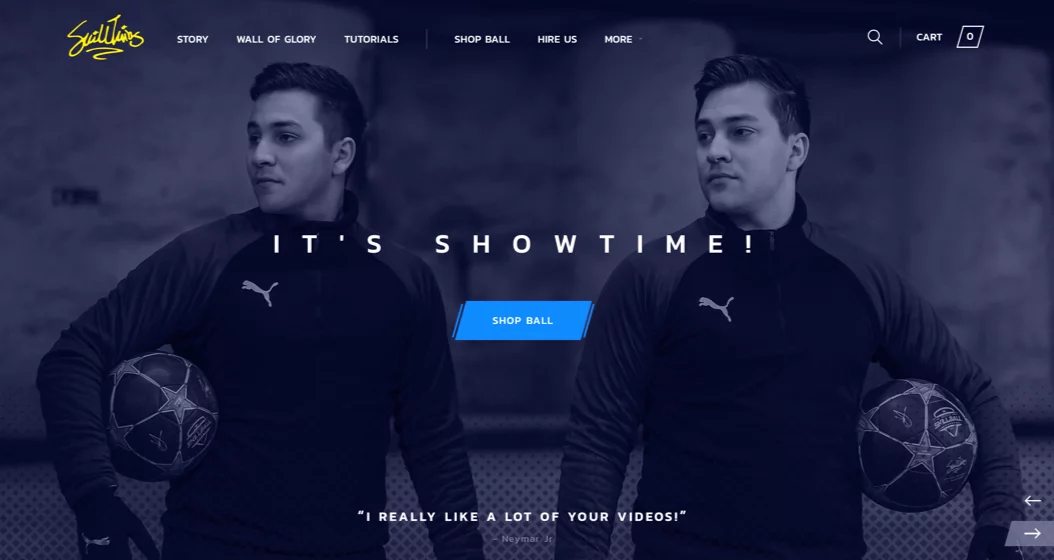 SkillTwins
STORY
WALL OF GLORY
TUTORIALS
SHOP BALL
HIRE US
MORE
CART
0
IT'S SHOWTIME!
SHOP BALL
“I REALLY LIKE A LOT OF YOUR VIDEOS!”
– Neymar Jr